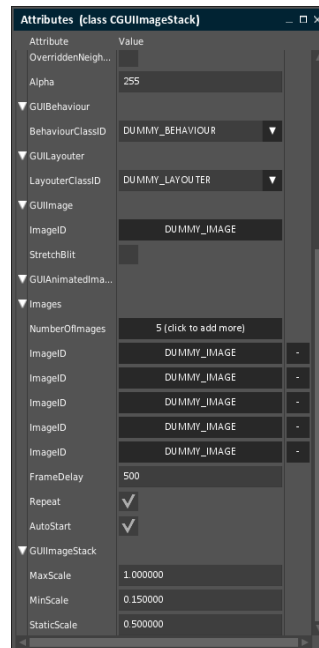 Attributes (class CGUIImageStack)
Attribute Value
OverriddenNeigh...
Alpha 255
GUIBehaviour
BehaviourClassID DUMMY_BEHAVIOUR
GUILayouter
LayouterClassID DUMMY_LAYOUTER
GUIImage
ImageID DUMMY_IMAGE
StretchBlit
GUIAnimatedIma...
Images
NumberOfImages 5 (click to add more)
ImageID DUMMY_IMAGE -
ImageID DUMMY_IMAGE -
ImageID DUMMY_IMAGE -
ImageID DUMMY_IMAGE -
ImageID DUMMY_IMAGE -
FrameDelay 500
Repeat
AutoStart
GUIImageStack
MaxScale 1.000000
MinScale 0.150000
StaticScale 0.500000